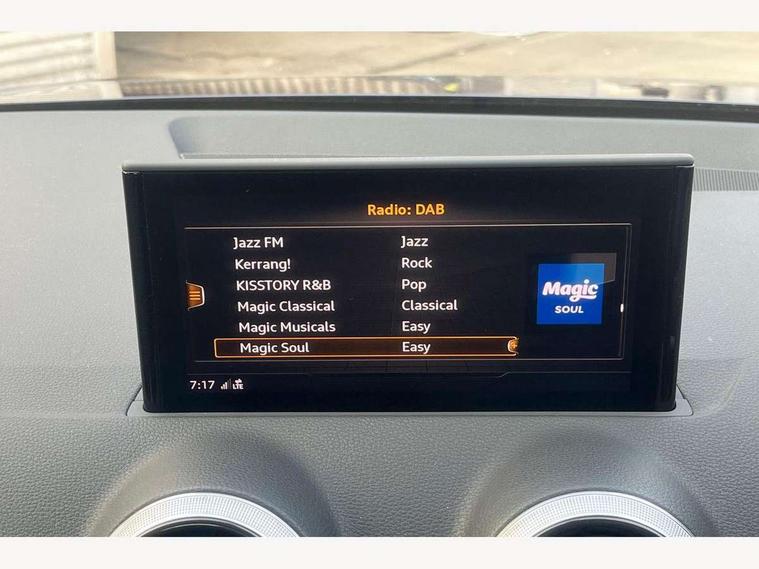 Radio: DAB
Jazz FM Jazz
Kerrang! Rock
KISSTORY R&B Pop
Magic Classical Classical
Magic Musicals Easy
Magic Soul Easy
Magic
SOUL
7:17 LTE